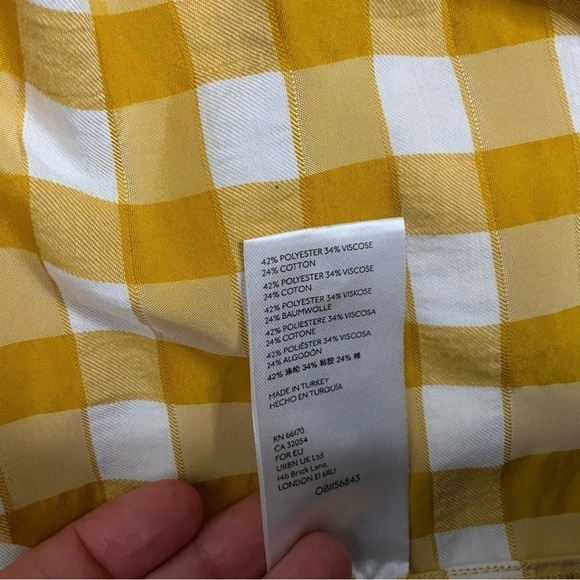 42% POLYESTER 34% VISCOSE
24% COTTON
42% POLYESTER 34% VISCOSE
24% COTON
42% POLYESTER 34% VISKOSE
24% BAUMWOLLE
42% POLIESTERE 34% VISCOSA
24% COTONE
42% POLIÉSTER 34% VISCOSA
24% ALGODÓN
42% 涤纶 34% 粘胶 24% 棉
MADE IN TURKEY
HECHO EN TURQUÍA
RN 66170
CA 32054
FOR EU
URBN UK Ltd.
146 Brick Lane,
LONDON E1 6RU
OB1156843